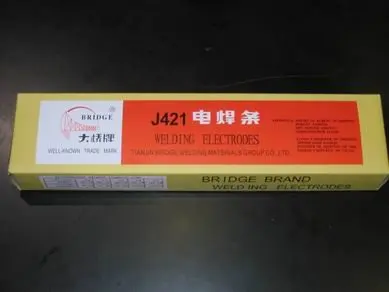 BRIDGE
大桥牌
WELL-KNOWN TRADE MARK
J421 电焊条
WELDING ELECTRODES
TIANJIN BRIDGE WELDING MATERIALS GROUP CO.,LTD.
BRIDGE BRAND
WELDING ELECTRODES